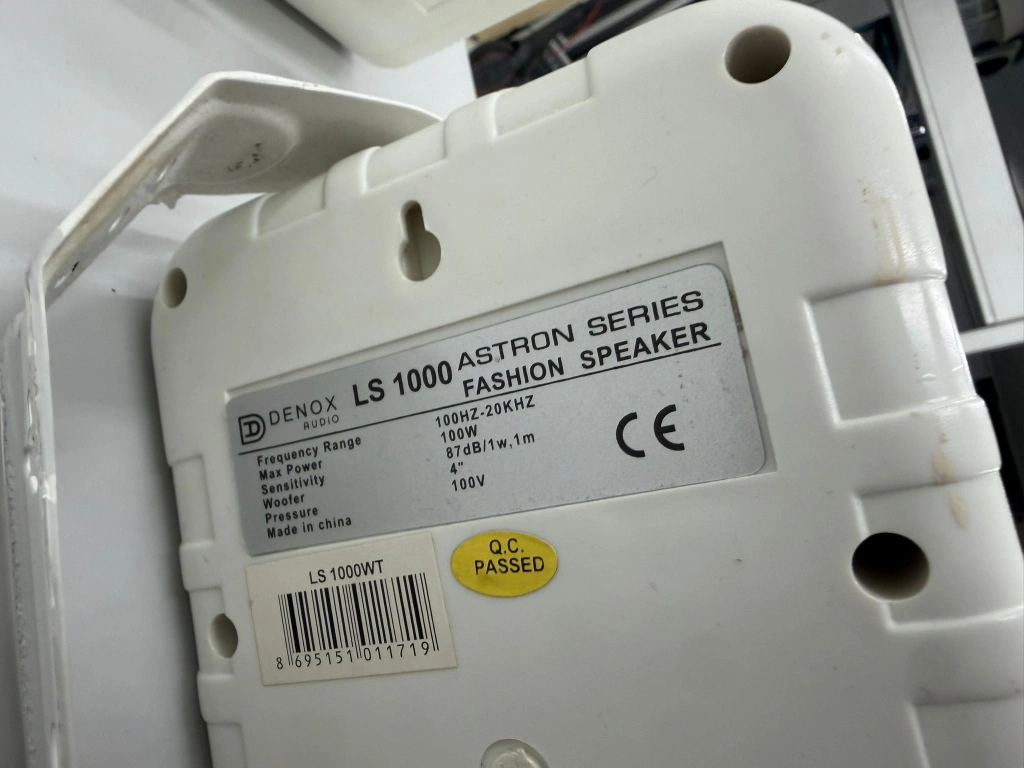 DENOX
AUDIO
LS 1000 ASTRON SERIES
FASHION SPEAKER
Frequency Range 100HZ-20KHZ
Max Power 100W
Sensitivity 87dB/1w,1m
Woofer 4"
Pressure 100V
Made in china
CE
LS 1000WT
8 695151 011719
Q.C.
PASSED